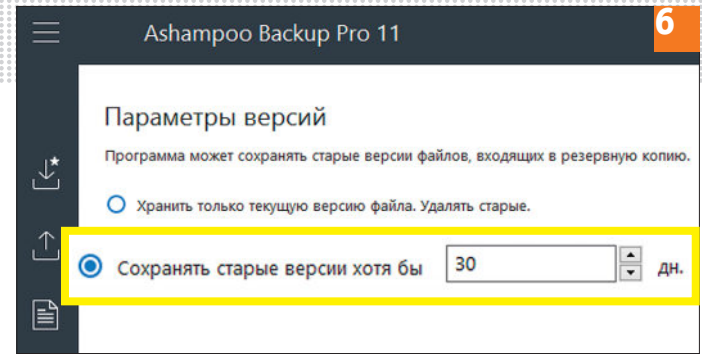 Ashampoo Backup Pro 11
6
Параметры версий
Программа может сохранять старые версии файлов, входящих в резервную копию.
Хранить только текущую версию файла. Удалять старые.
Сохранять старые версии хотя бы 30 дн.